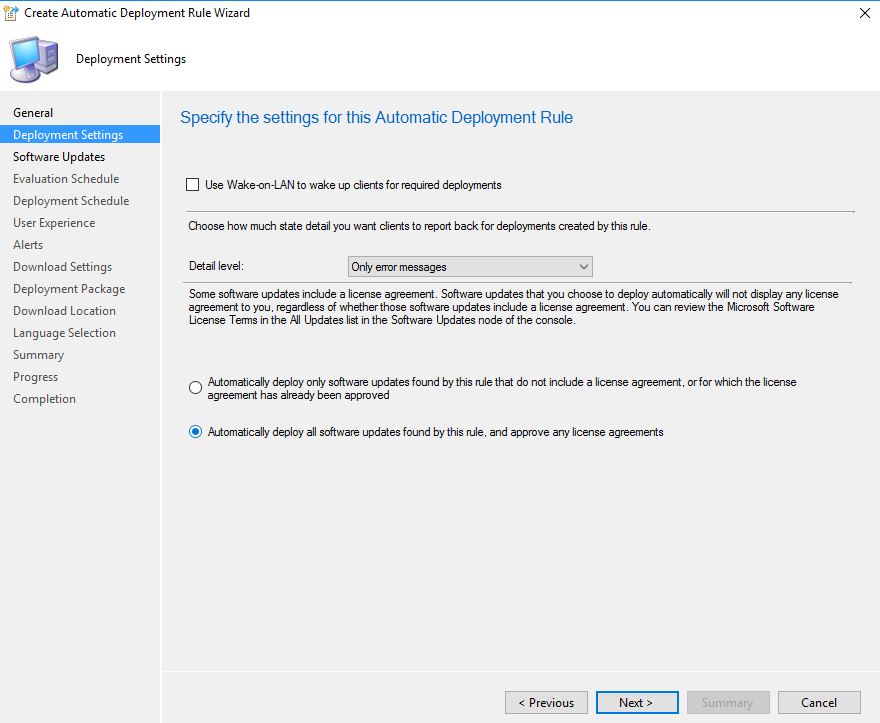 Create Automatic Deployment Rule Wizard
Deployment Settings
General
Deployment Settings
Software Updates
Evaluation Schedule
Deployment Schedule
User Experience
Alerts
Download Settings
Deployment Package
Download Location
Language Selection
Summary
Progress
Completion
Specify the settings for this Automatic Deployment Rule
Use Wake-on-LAN to wake up clients for required deployments
Choose how much state detail you want clients to report back for deployments created by this rule.
Detail level:
Only error messages
Some software updates include a license agreement. Software updates that you choose to deploy automatically will not display any license
agreement to you, regardless of whether those software updates include a license agreement. You can review the Microsoft Software
License Terms in the All Updates list in the Software Updates node of the console.
Automatically deploy only software updates found by this rule that do not include a license agreement, or for which the license
agreement has already been approved
Automatically deploy all software updates found by this rule, and approve any license agreements
< Previous
Next >
Summary
Cancel